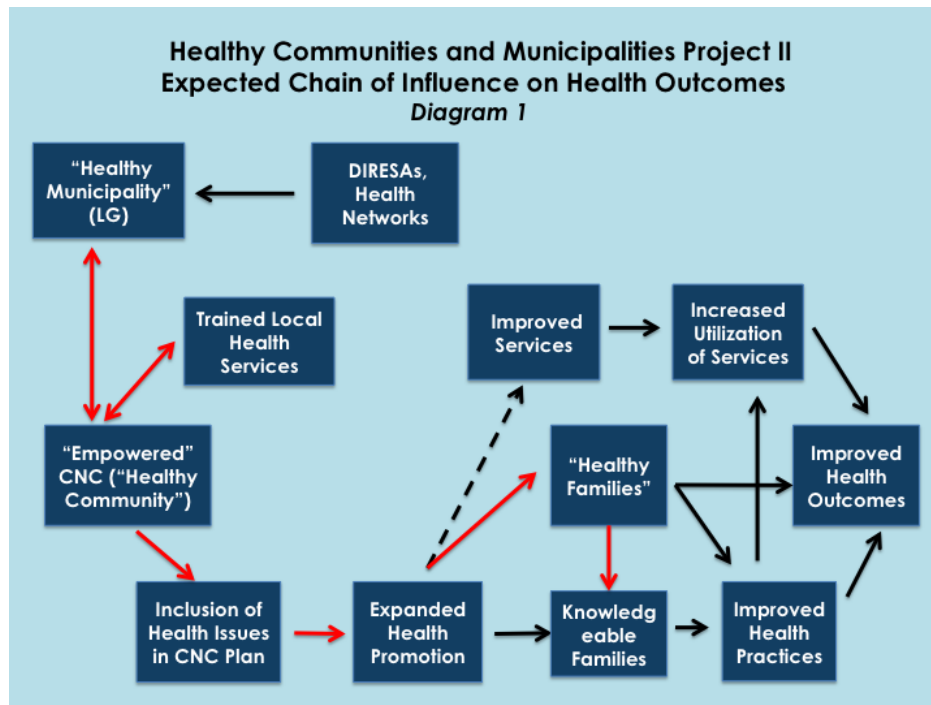 Healthy Communities and Municipalities Project II
Expected Chain of Influence on Health Outcomes
Diagram 1
“Healthy
Municipality”
(LG)
DIRESAs,
Health
Networks
Trained Local
Health
Services
Improved
Services
Increased
Utilization
of Services
“Empowered”
CNC (“Healthy
Community”)
“Healthy
Families”
Improved
Health
Outcomes
Inclusion of
Health Issues
in CNC Plan
Expanded
Health
Promotion
Knowledg
eable
Families
Improved
Health
Practices